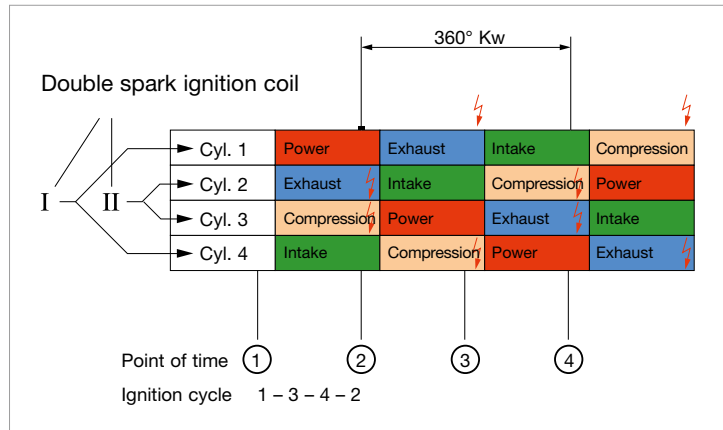 360° Kw
Double spark ignition coil
I II
Cyl. 1 Power Exhaust Intake Compression
Cyl. 2 Exhaust Intake Compression Power
Cyl. 3 Compression Power Exhaust Intake
Cyl. 4 Intake Compression Power Exhaust
Point of time 1 2 3 4
Ignition cycle 1 – 3 – 4 – 2